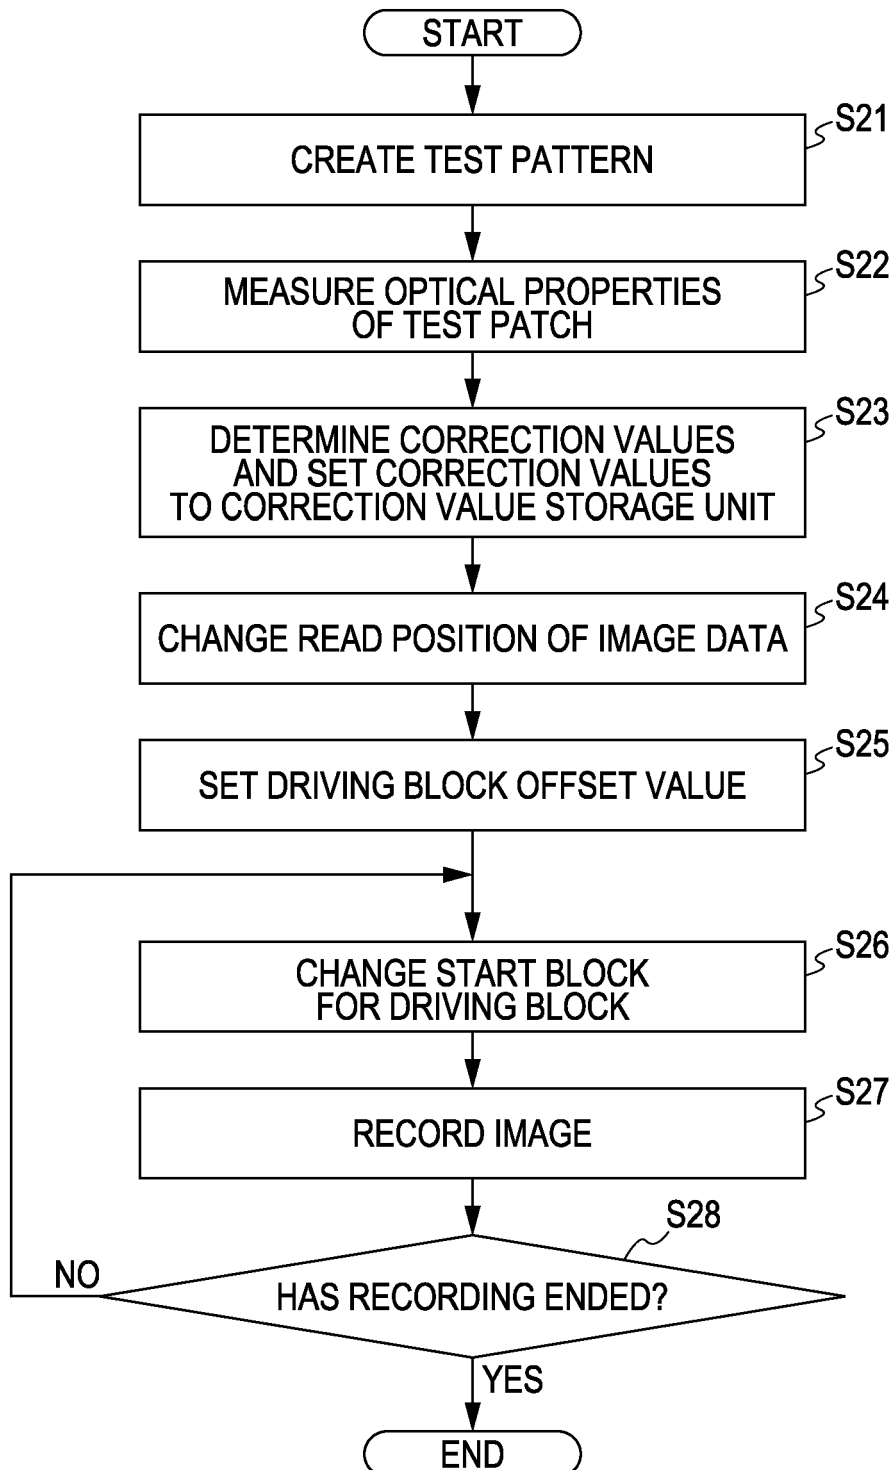 START
S21
CREATE TEST PATTERN
S22
MEASURE OPTICAL PROPERTIES
OF TEST PATCH
S23
DETERMINE CORRECTION VALUES
AND SET CORRECTION VALUES
TO CORRECTION VALUE STORAGE UNIT
S24
CHANGE READ POSITION OF IMAGE DATA
S25
SET DRIVING BLOCK OFFSET VALUE
S26
CHANGE START BLOCK
FOR DRIVING BLOCK
S27
RECORD IMAGE
S28
NO
HAS RECORDING ENDED?
YES
END